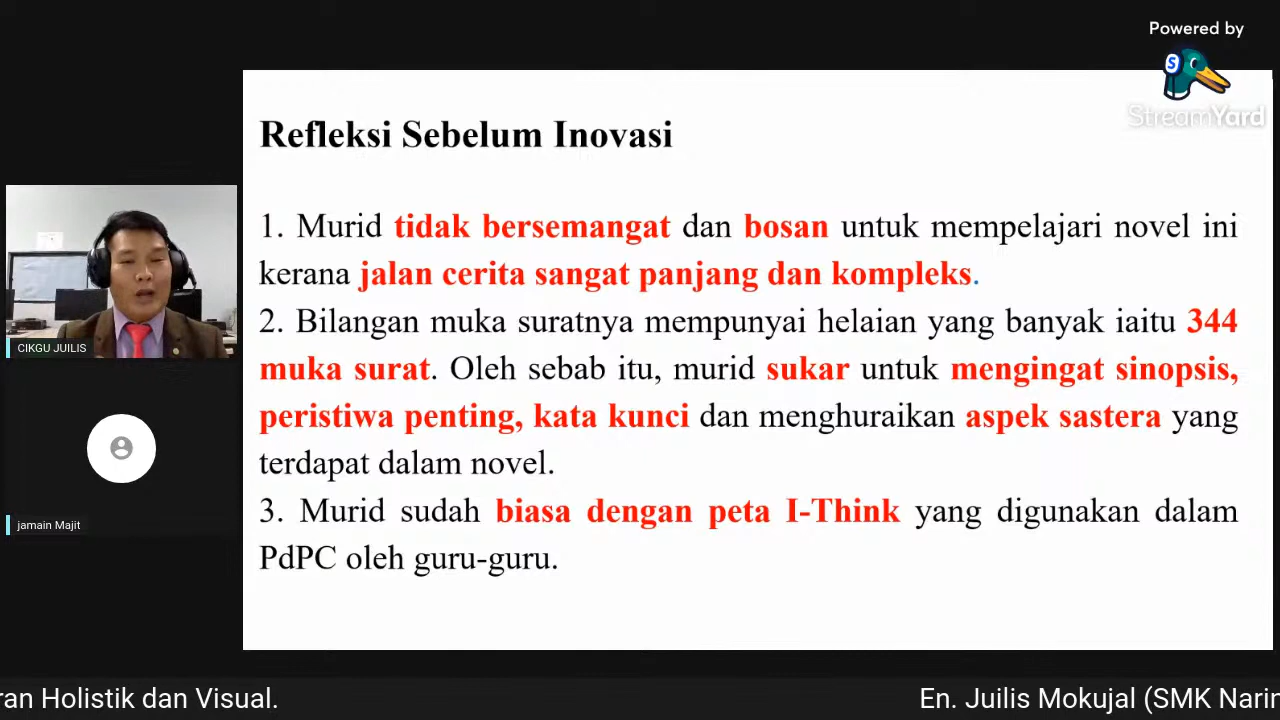 Powered by
StreamYard
Refleksi Sebelum Inovasi
1. Murid tidak bersemangat dan bosan untuk mempelajari novel ini
kerana jalan cerita sangat panjang dan kompleks.
2. Bilangan muka suratnya mempunyai helaian yang banyak iaitu 344
muka surat. Oleh sebab itu, murid sukar untuk mengingat sinopsis,
peristiwa penting, kata kunci dan menghuraikan aspek sastera yang
terdapat dalam novel.
3. Murid sudah biasa dengan peta I-Think yang digunakan dalam
PdPC oleh guru-guru.
CIKGU JUILIS
jamain Majit
ran Holistik dan Visual.
En. Juilis Mokujal (SMK Narin